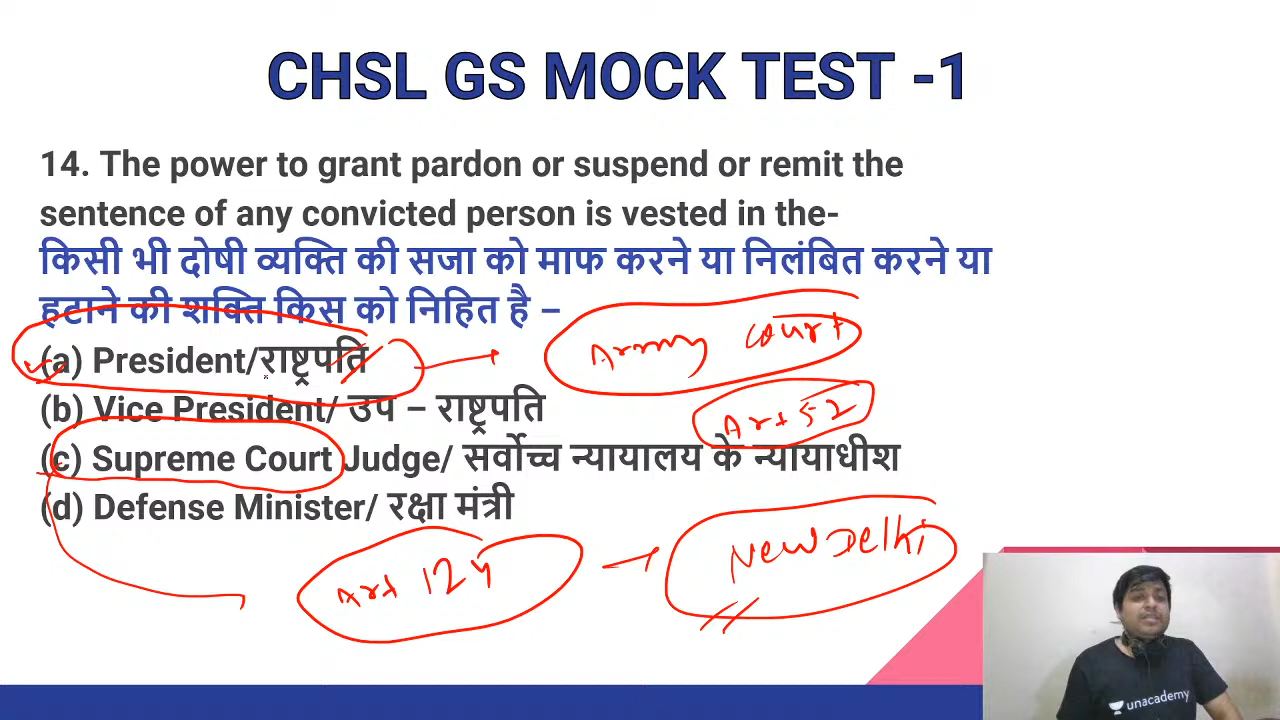 CHSL GS MOCK TEST -1
14. The power to grant pardon or suspend or remit the
sentence of any convicted person is vested in the-
किसी भी दोषी व्यक्ति की सजा को माफ करने या निलंबित करने या
हटाने की शक्ति किस को निहित है –
(a) President/राष्ट्रपति
Army court
(b) Vice President/ उप – राष्ट्रपति
Art 52
(c) Supreme Court Judge/ सर्वोच्च न्यायालय के न्यायाधीश
(d) Defense Minister/ रक्षा मंत्री
Art 124
New Delhi
unacademy